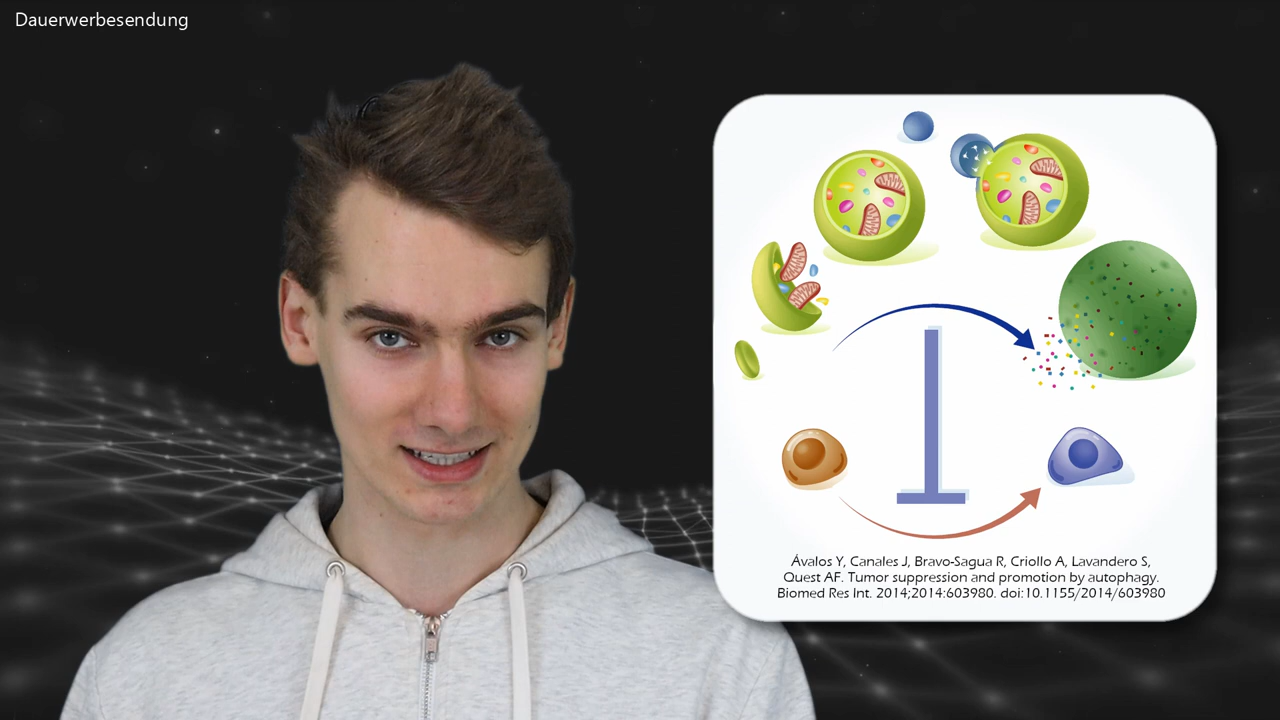 Dauerwerbesendung
Ávalos Y, Canales J, Bravo-Sagua R, Criollo A, Lavandero S,
Quest AF. Tumor suppression and promotion by autophagy.
Biomed Res Int. 2014;2014:603980. doi:10.1155/2014/603980